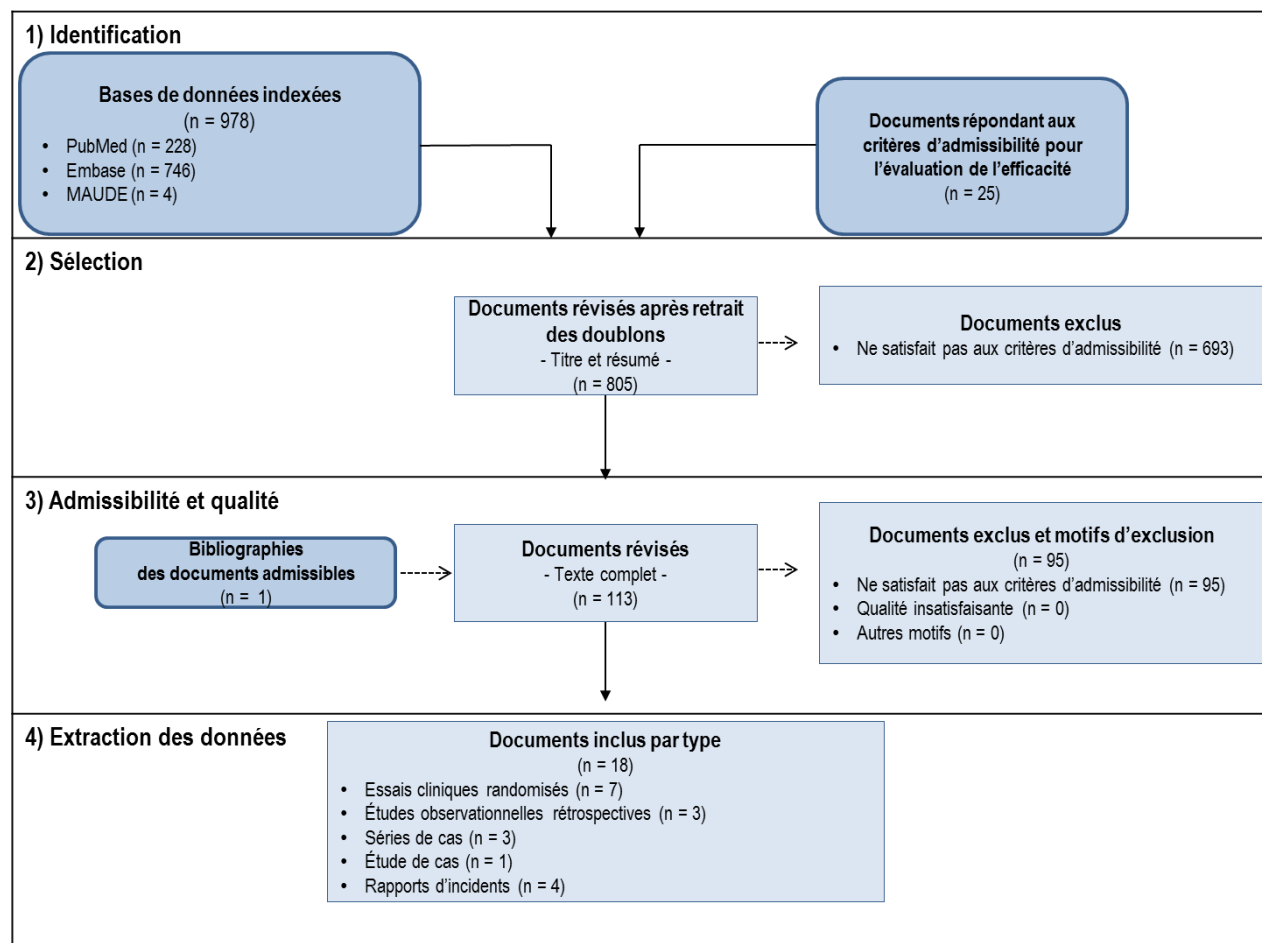 1) Identification
Bases de données indexées
(n = 978)
• PubMed (n = 228)
• Embase (n = 746)
• MAUDE (n = 4)
Documents répondant aux
critères d’admissibilité pour
l’évaluation de l’efficacité
(n = 25)
2) Sélection
Documents révisés après retrait
des doublons
- Titre et résumé -
(n = 805)
Documents exclus
• Ne satisfait pas aux critères d’admissibilité (n = 693)
3) Admissibilité et qualité
Bibliographies
des documents admissibles
(n = 1)
Documents révisés
- Texte complet -
(n = 113)
Documents exclus et motifs d’exclusion
(n = 95)
• Ne satisfait pas aux critères d’admissibilité (n = 95)
• Qualité insatisfaisante (n = 0)
• Autres motifs (n = 0)
4) Extraction des données
Documents inclus par type
(n = 18)
• Essais cliniques randomisés (n = 7)
• Études observationnelles rétrospectives (n = 3)
• Séries de cas (n = 3)
• Étude de cas (n = 1)
• Rapports d’incidents (n = 4)